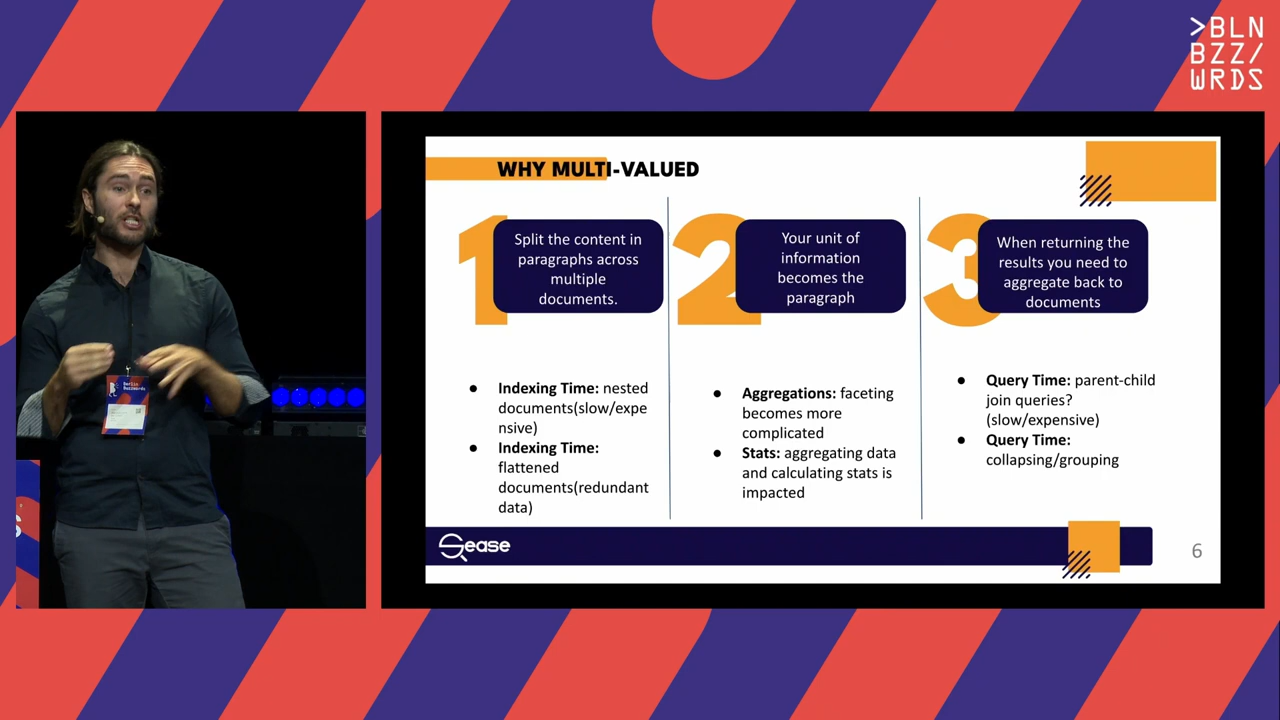 >BLN
BZZ/
WRDS
WHY MULTI-VALUED
1
Split the content in
paragraphs across
multiple
documents.
● Indexing Time: nested
documents(slow/expe
nsive)
● Indexing Time:
flattened
documents(redundant
data)
2
Your unit of
information
becomes the
paragraph
● Aggregations: faceting
becomes more
complicated
● Stats: aggregating data
and calculating stats is
impacted
3
When returning the
results you need to
aggregate back to
documents
● Query Time: parent-child
join queries?
(slow/expensive)
● Query Time:
collapsing/grouping
Sease
6
Berlin
Buzzwords
S